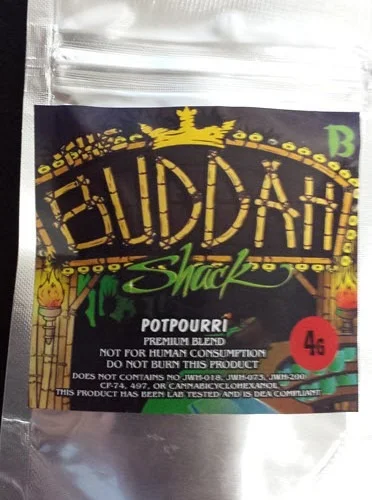 B
BUDDAH
Shack
POTPOURRI
PREMIUM BLEND
NOT FOR HUMAN CONSUMPTION
DO NOT BURN THIS PRODUCT
4G
DOES NOT CONTAINS NO JWH-018, JWH-073, JWH-200
CP-74, 497, OR CANNABICYCLOHEXANOL
THIS PRODUCT HAS BEEN LAB TESTED AND IS DEA COMPLIANT